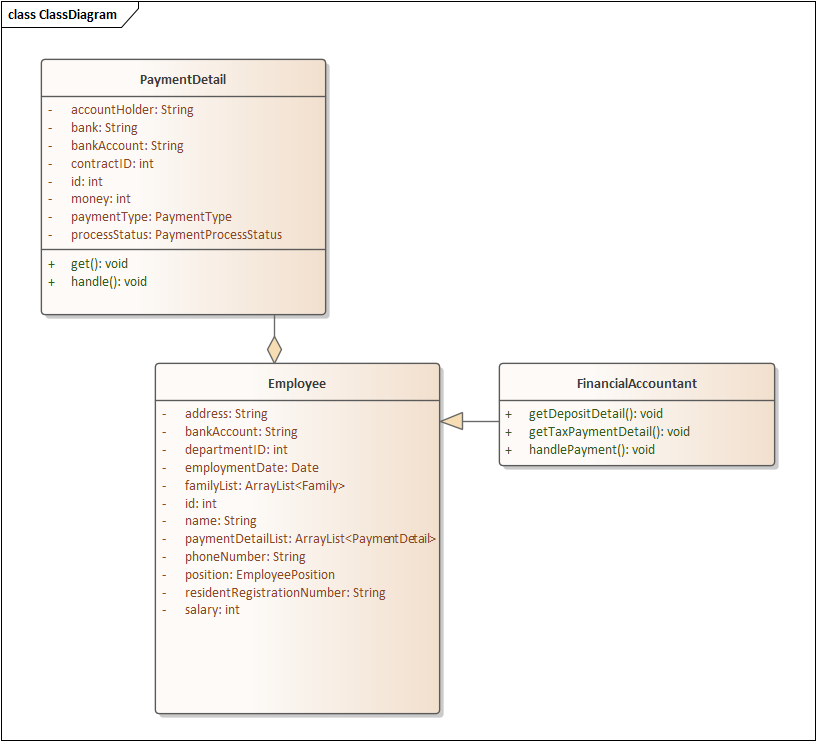 class ClassDiagram
PaymentDetail
- accountHolder: String
- bank: String
- bankAccount: String
- contractID: int
- id: int
- money: int
- paymentType: PaymentType
- processStatus: PaymentProcessStatus
+ get(): void
+ handle(): void
Employee
- address: String
- bankAccount: String
- departmentID: int
- employmentDate: Date
- familyList: ArrayList<Family>
- id: int
- name: String
- paymentDetailList: ArrayList<PaymentDetail>
- phoneNumber: String
- position: EmployeePosition
- residentRegistrationNumber: String
- salary: int
FinancialAccountant
+ getDepositDetail(): void
+ getTaxPaymentDetail(): void
+ handlePayment(): void